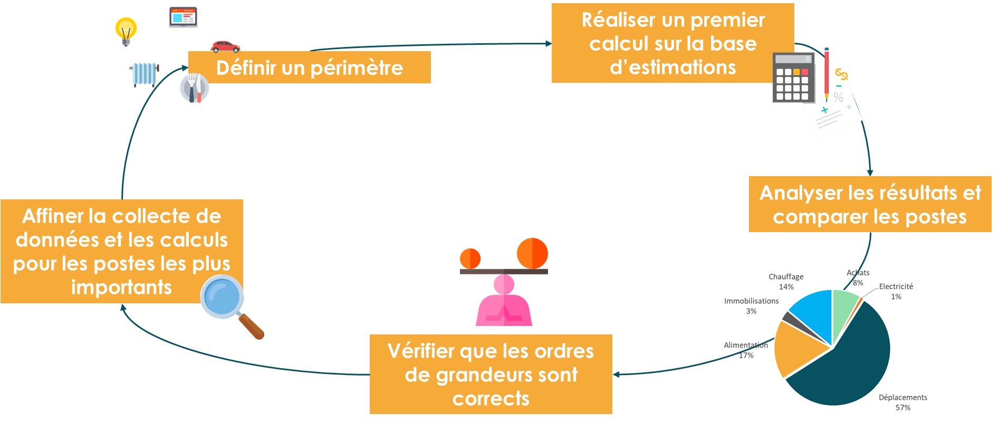 Définir un périmètre
Réaliser un premier
calcul sur la base
d’estimations
0
$
%
Analyser les résultats et
comparer les postes
Chauffage
14%
Achats
8%
Electricité
1%
Immobilisations
3%
Alimentation
17%
Déplacements
57%
Vérifier que les ordres
de grandeurs sont
corrects
Affiner la collecte de
données et les calculs
pour les postes les plus
importants